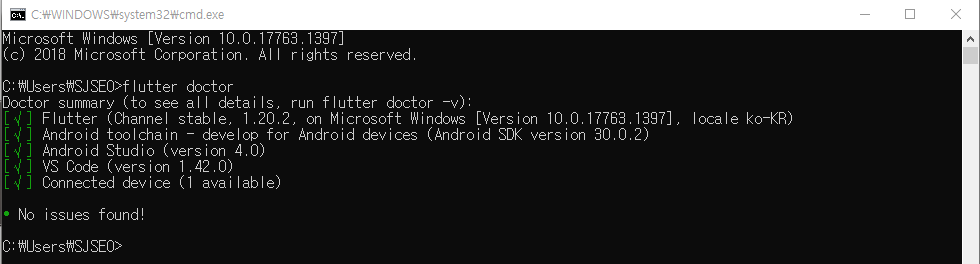 C:₩WINDOWS₩system32₩cmd.exe
Microsoft Windows [Version 10.0.17763.1397]
(c) 2018 Microsoft Corporation. All rights reserved.
C:₩Users₩SJSEO>flutter doctor
Doctor summary (to see all details, run flutter doctor -v):
[√] Flutter (Channel stable, 1.20.2, on Microsoft Windows [Version 10.0.17763.1397], locale ko-KR)
[√] Android toolchain - develop for Android devices (Android SDK version 30.0.2)
[√] Android Studio (version 4.0)
[√] VS Code (version 1.42.0)
[√] Connected device (1 available)
• No issues found!
C:₩Users₩SJSEO>